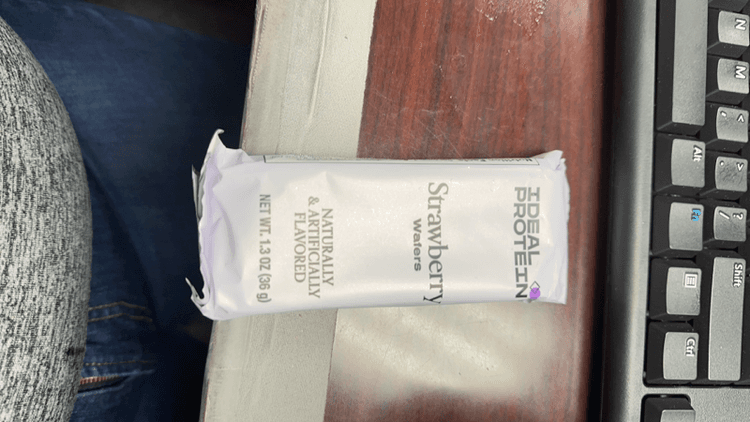 IDEAL
PROTEIN
Strawberry
Wafers
NATURALLY
& ARTIFICIALLY
FLAVORED
NET WT. 1.3 OZ (36 g)
N
M
<
,
>
.
?
/
Alt
Shift
Ctrl